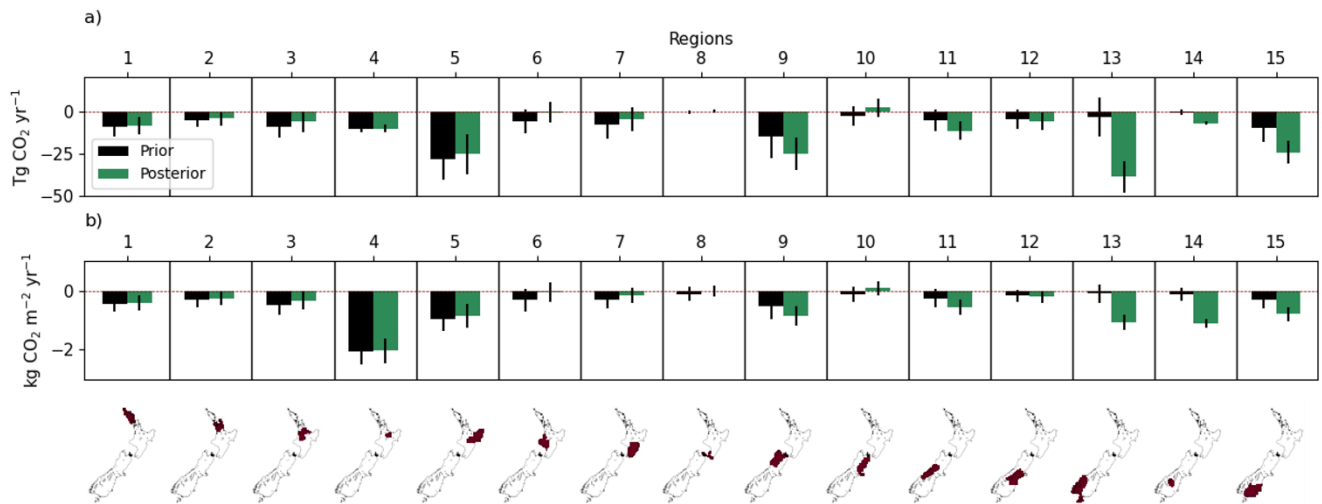 a)
Regions
1 2 3 4 5 6 7 8 9 10 11 12 13 14 15
Tg CO₂ yr⁻¹
0
−25
−50
Prior
Posterior
b)
1 2 3 4 5 6 7 8 9 10 11 12 13 14 15
kg CO₂ m⁻² yr⁻¹
0
−2